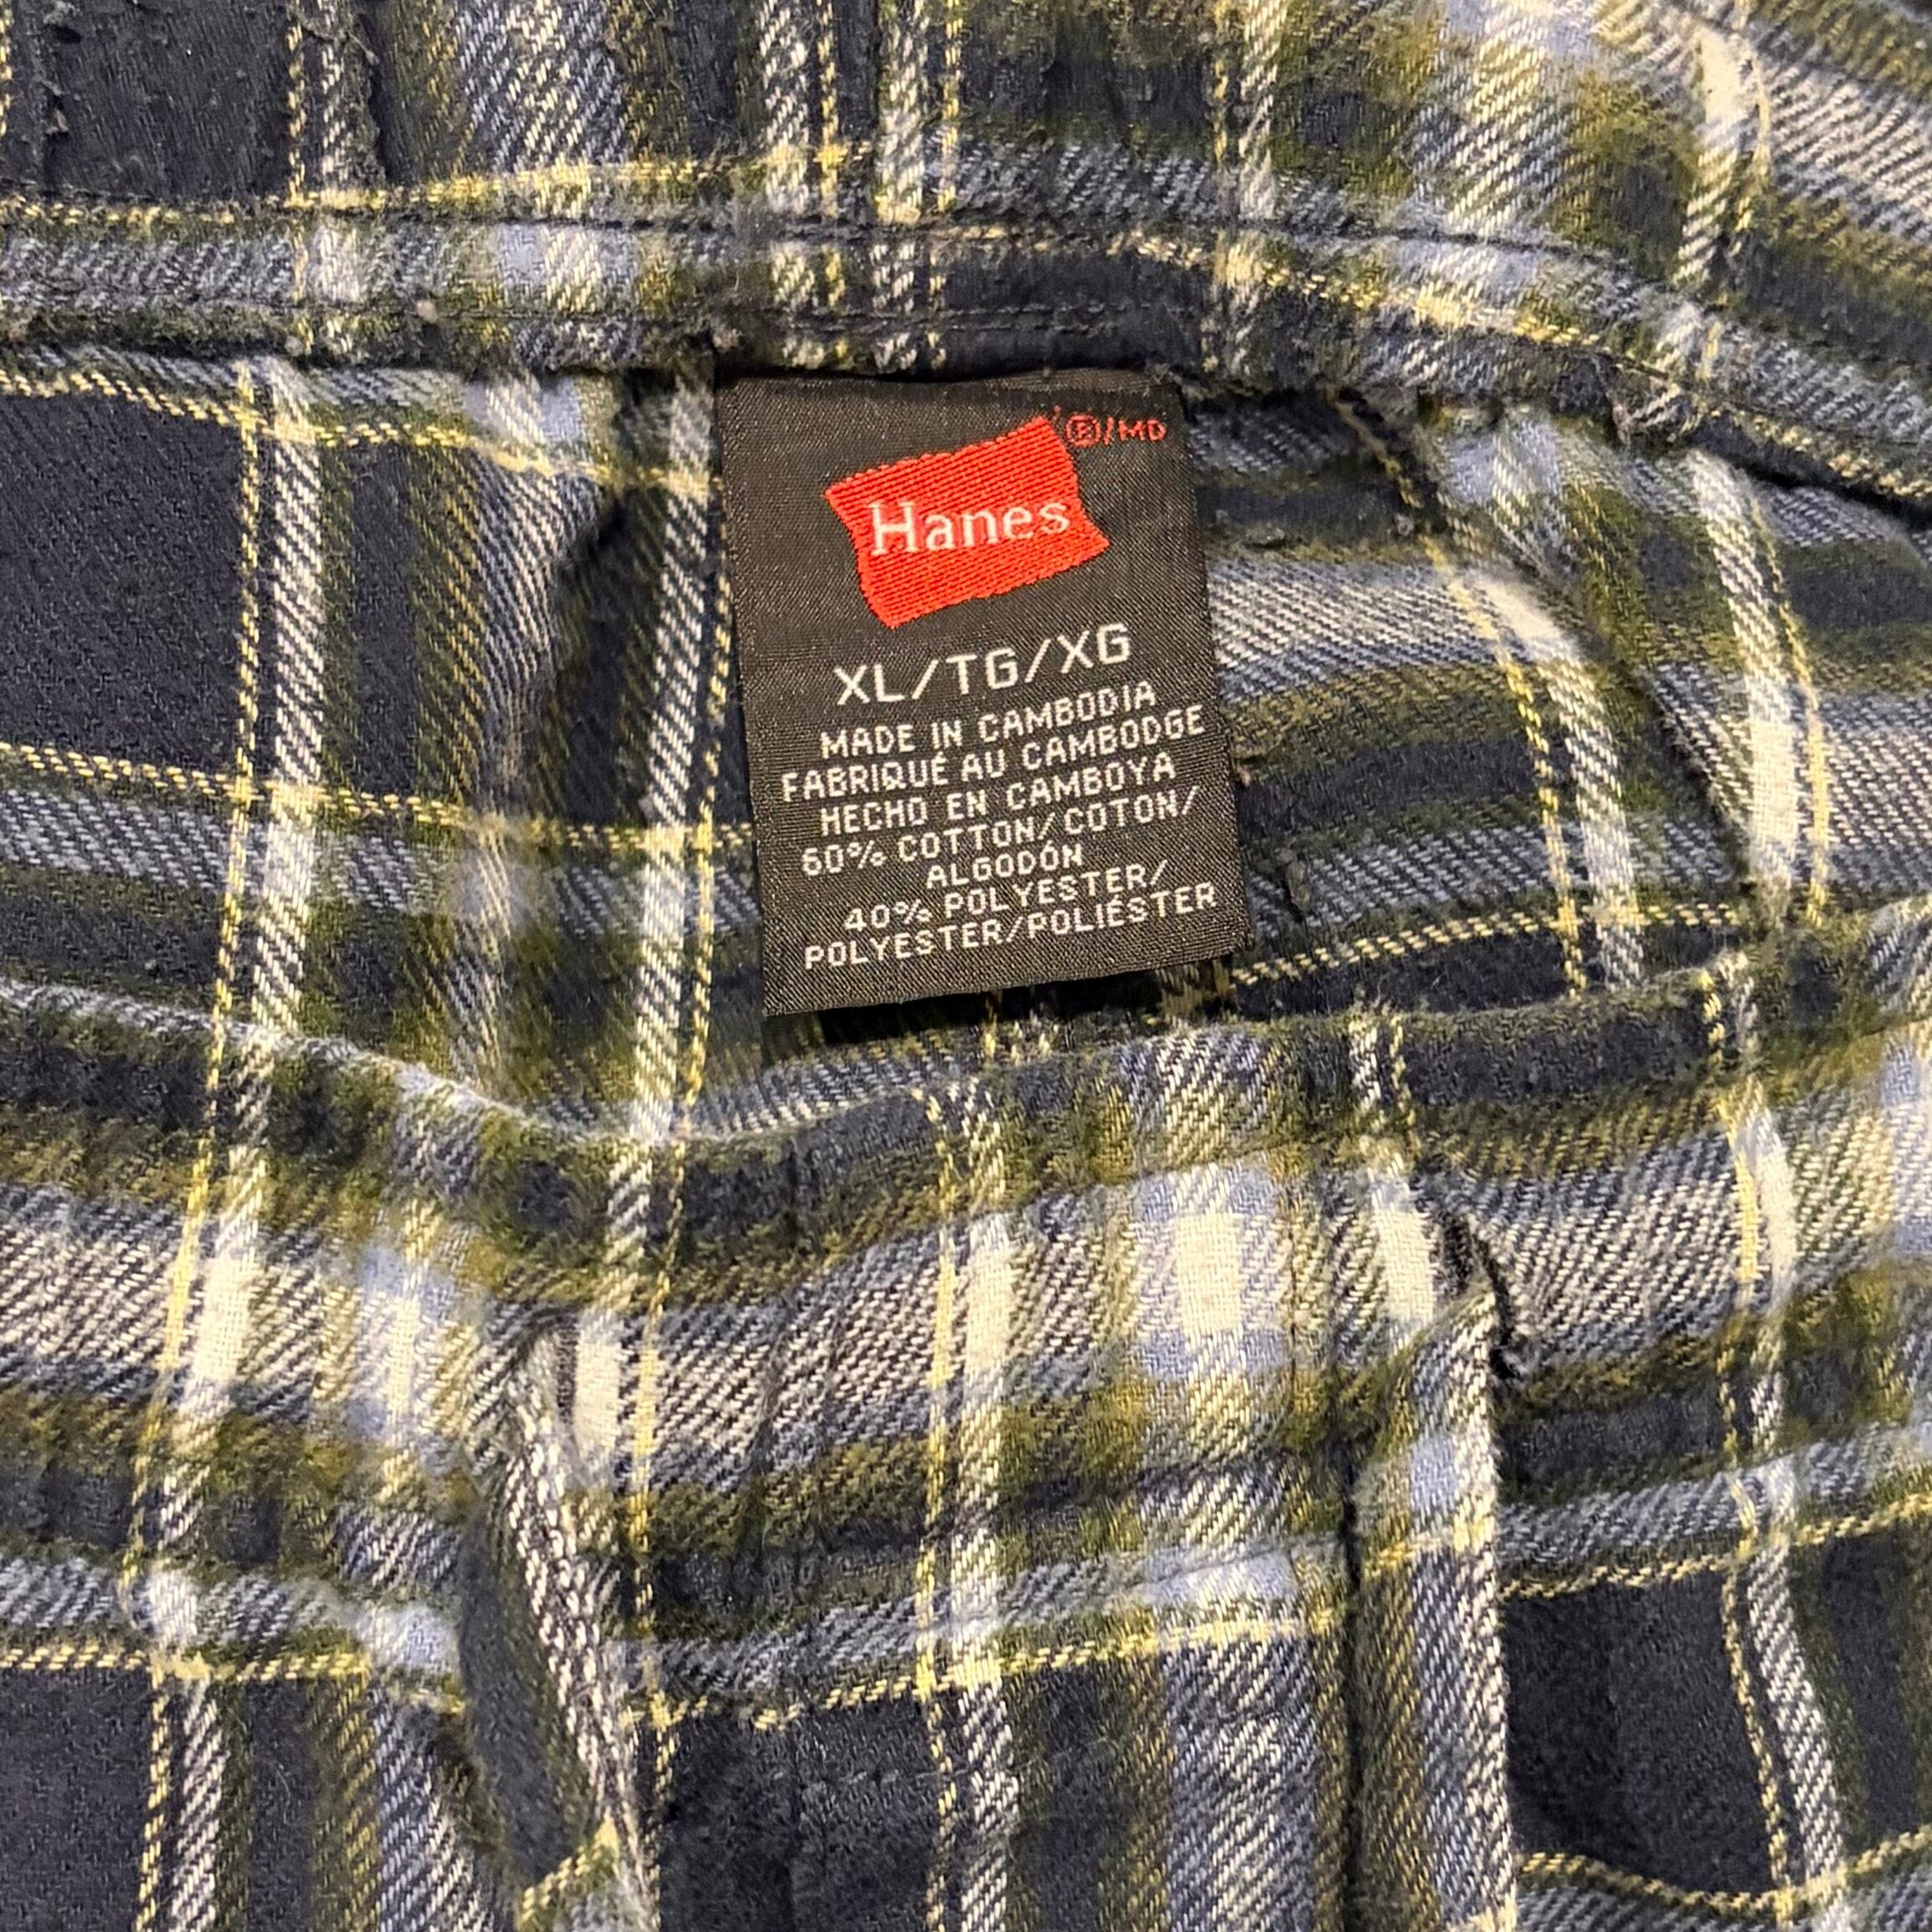 ®/MD
Hanes
XL/TG/XG
MADE IN CAMBODIA
FABRIQUÉ AU CAMBODGE
HECHO EN CAMBOYA
60% COTTON/COTON/
ALGODÓN
40% POLYESTER/
POLYESTER/POLIÉSTER